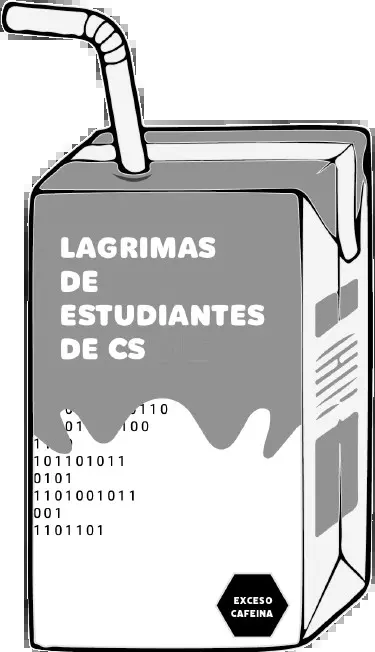 LAGRIMAS
DE
ESTUDIANTES
DE CS
101101011
0101
1101001011
001
1101101
EXCESO
CAFEINA